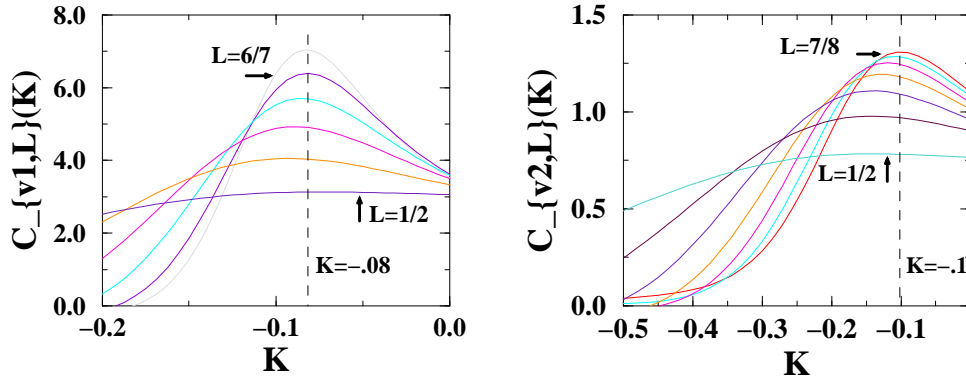 C_{v1,L}(K)
8.0
6.0
4.0
2.0
0.0
L=6/7
L=1/2
K=−.08
−0.2
−0.1
0.0
K
C_{v2,L}(K)
1.5
1.0
0.5
0.0
L=7/8
L=1/2
K=−.1
−0.5
−0.4
−0.3
−0.2
−0.1
K